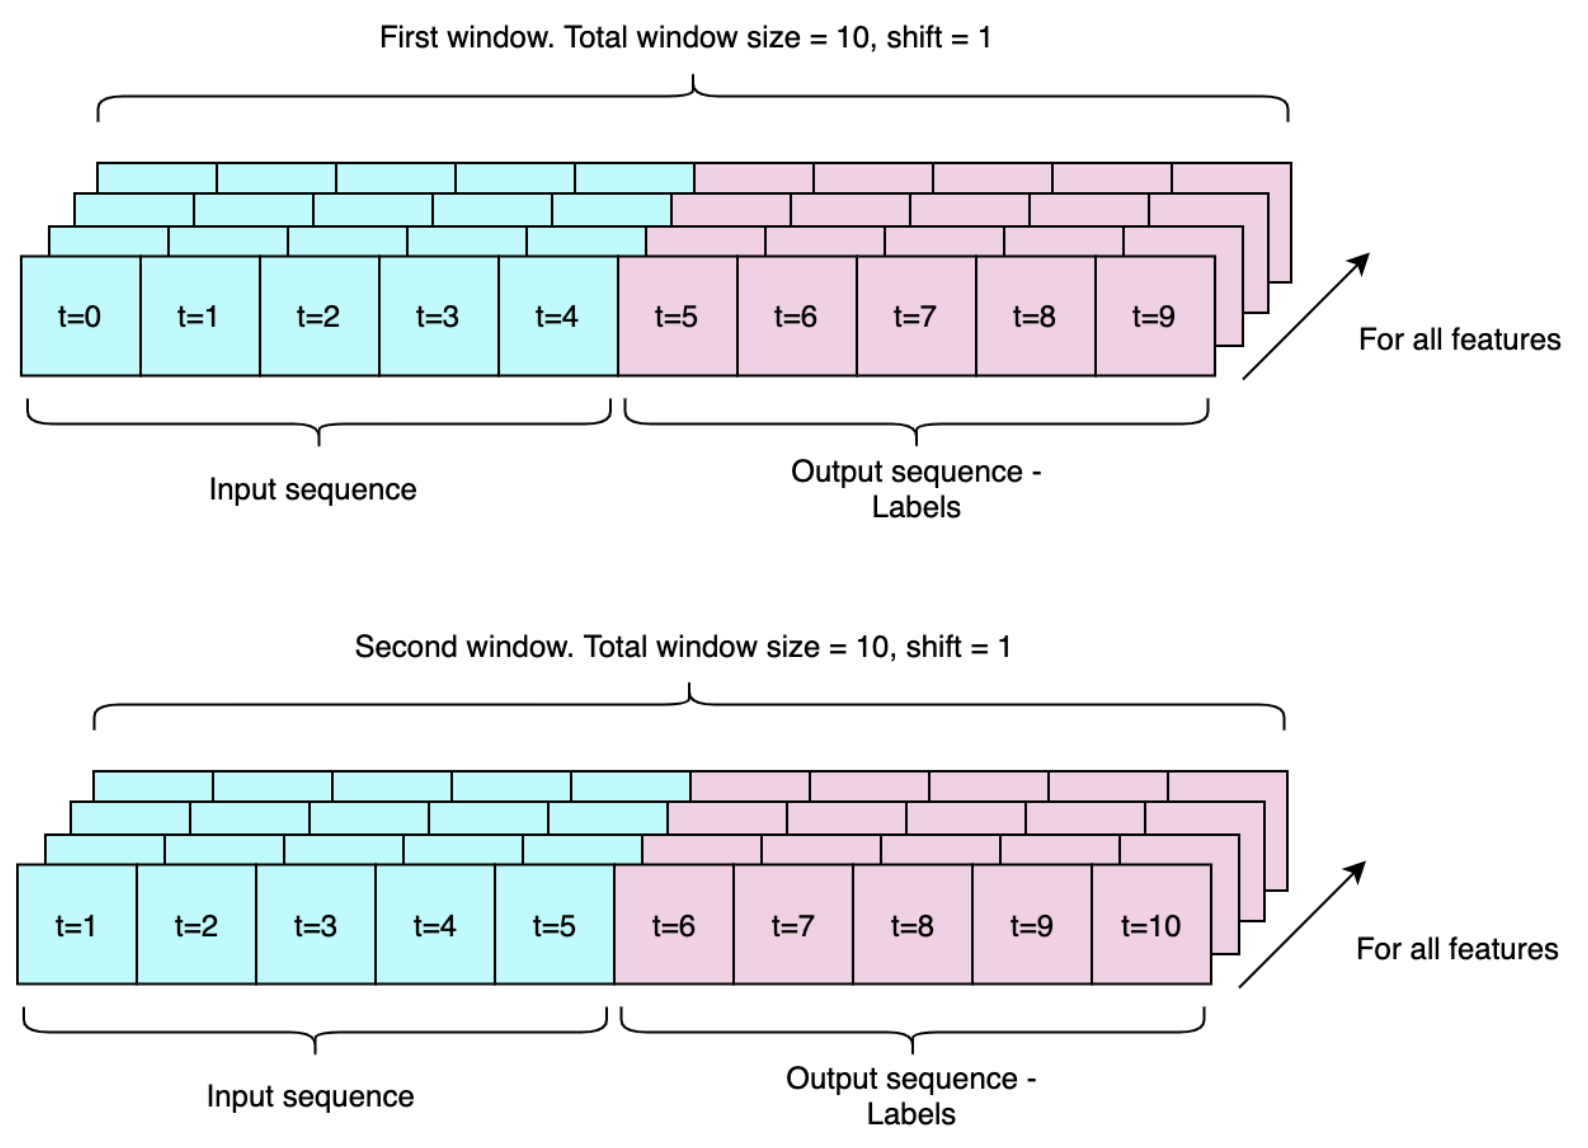 First window. Total window size = 10, shift = 1
t=0 t=1 t=2 t=3 t=4 t=5 t=6 t=7 t=8 t=9
For all features
Input sequence
Output sequence -
Labels
Second window. Total window size = 10, shift = 1
t=1 t=2 t=3 t=4 t=5 t=6 t=7 t=8 t=9 t=10
For all features
Input sequence
Output sequence -
Labels